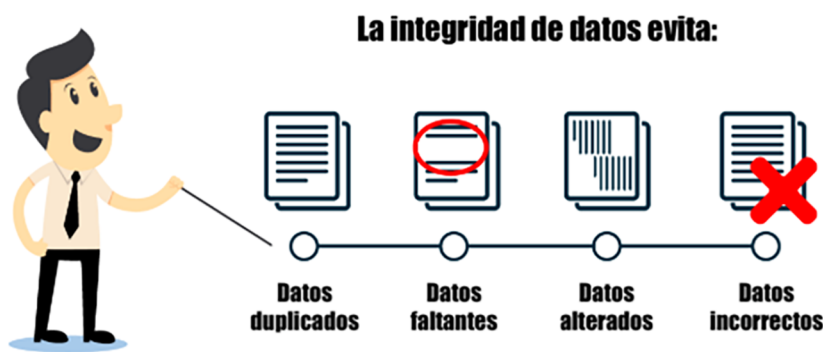 La integridad de datos evita:
Datos
duplicados
Datos
faltantes
Datos
alterados
Datos
incorrectos